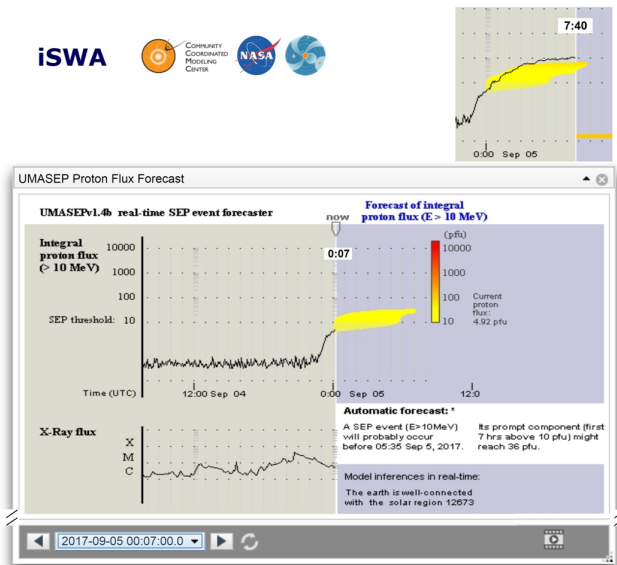 iSWA
COMMUNITY
COORDINATED
MODELING
CENTER
NASA
7:40
0:00 Sep 05
UMASEP Proton Flux Forecast
UMASEPv1.4b real-time SEP event forecaster
now
Forecast of integral
proton flux (E > 10 MeV)
Integral
proton flux
(> 10 MeV)
10000
1000
100
SEP threshold: 10
0:07
(pfu)
10000
1000
100
10
Current
proton
flux:
4.92 pfu
Time (UTC)
12:00 Sep 04
0:00 Sep 05
12:0
X-Ray flux
X
M
C
Automatic forecast: *
A SEP event (E>10MeV)
will probably occur
before 05:35 Sep 5, 2017.
Its prompt component (first
7 hrs above 10 pfu) might
reach 36 pfu.
Model inferences in real-time:
The earth is well-connected
with the solar region 12673
2017-09-05 00:07:00.0